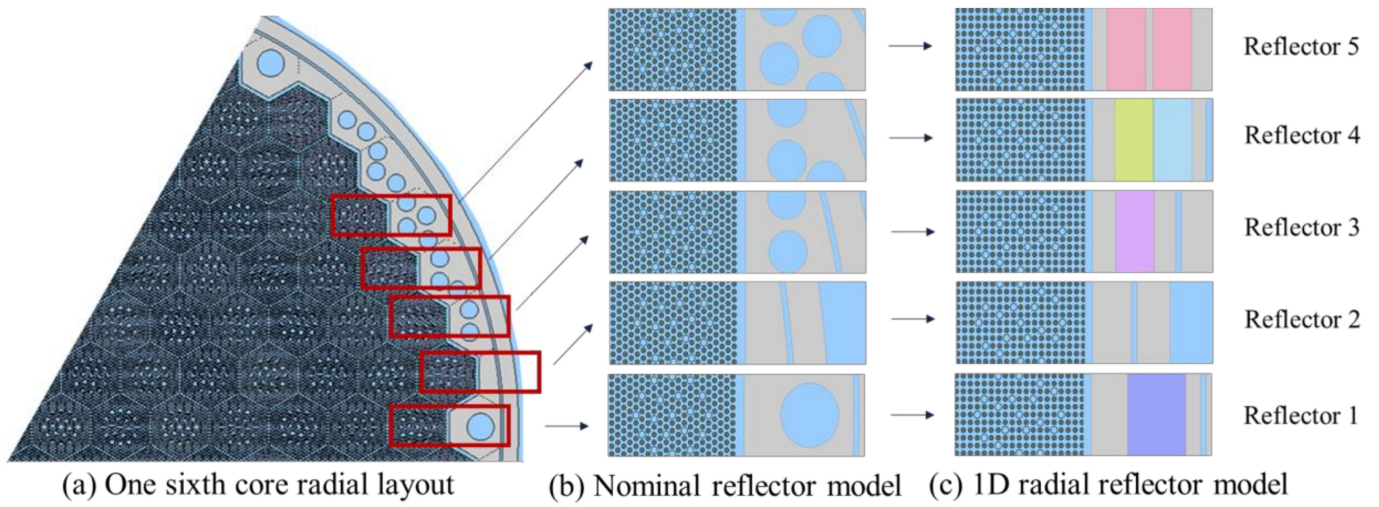 Reflector 5
Reflector 4
Reflector 3
Reflector 2
Reflector 1
(a) One sixth core radial layout
(b) Nominal reflector model
(c) 1D radial reflector model